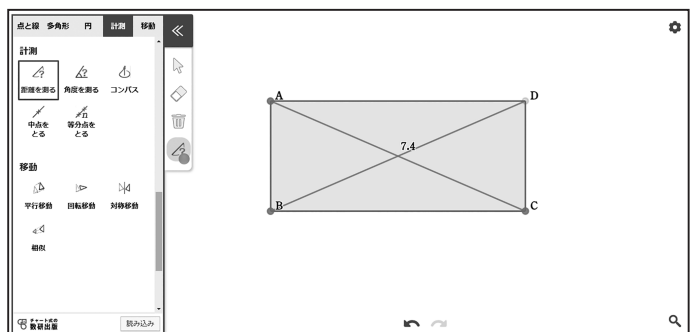 点と線 多角形 円 計測 移動
計測
距離を測る 角度を測る コンパス
中点を
とる
等分点を
とる
移動
平行移動 回転移動 対称移動
相似
チャート式の
数研出版
読み込み
A
D
7.4
B
C